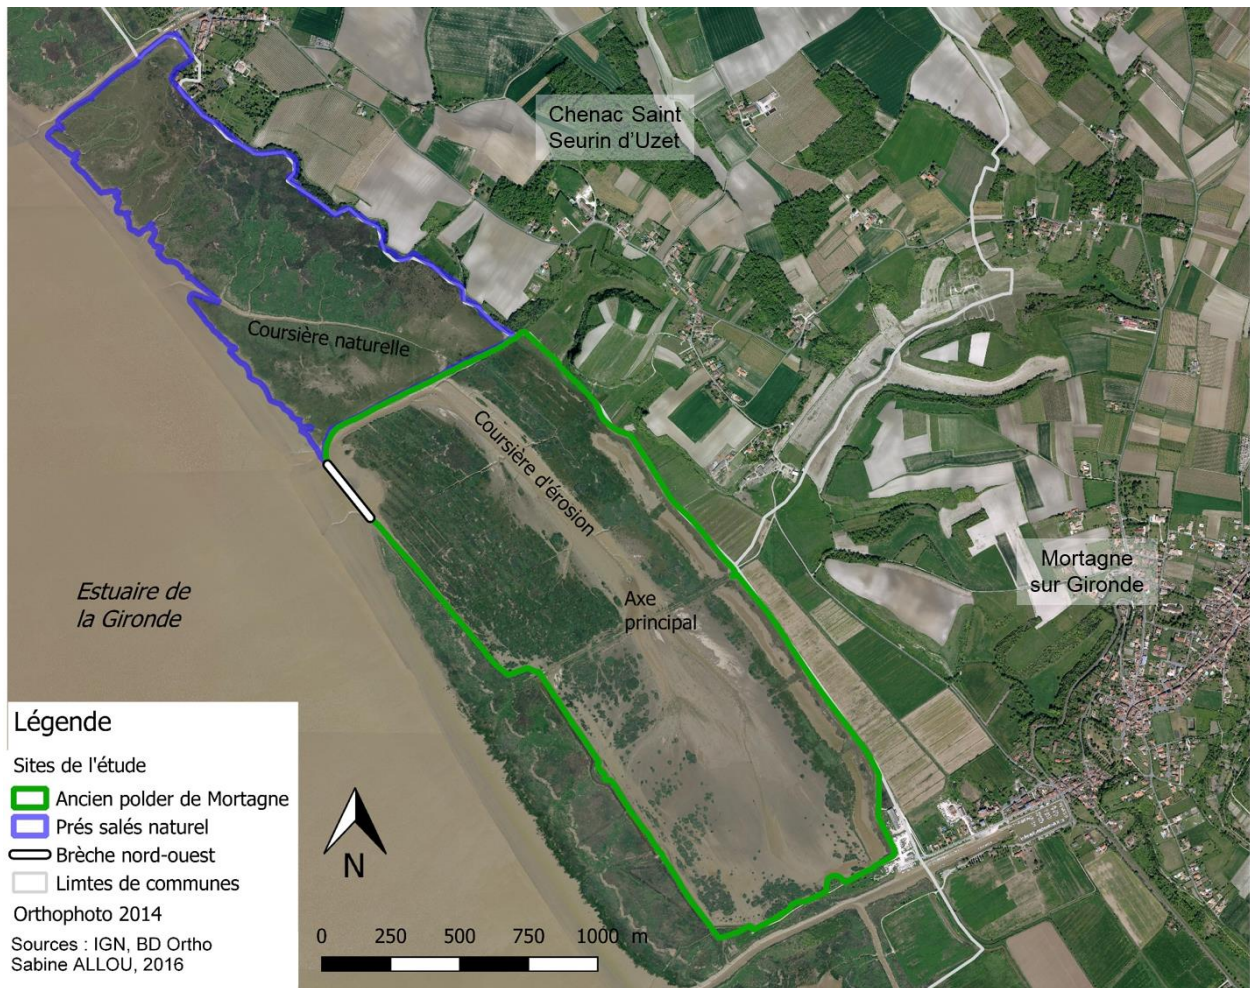 Chenac Saint
Seurin d'Uzet
Coursière naturelle
Coursière d'érosion
Axe
principal
Mortagne
sur Gironde
Estuaire de
la Gironde
Légende
Sites de l'étude
Ancien polder de Mortagne
Prés salés naturel
Brèche nord-ouest
Limtes de communes
Orthophoto 2014
Sources : IGN, BD Ortho
Sabine ALLOU, 2016
N
0 250 500 750 1000 m